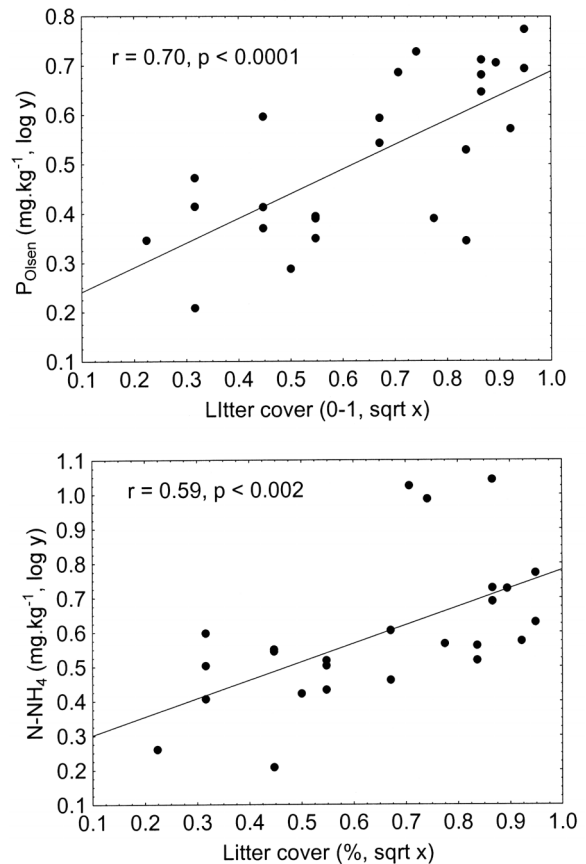 0.8
r = 0.70, p < 0.0001
0.7
0.6
0.5
0.4
0.3
0.2
0.1
P_Olsen (mg.kg⁻¹, log y)
0.1 0.2 0.3 0.4 0.5 0.6 0.7 0.8 0.9 1.0
LItter cover (0-1, sqrt x)
1.1
r = 0.59, p < 0.002
1.0
0.9
0.8
0.7
0.6
0.5
0.4
0.3
0.2
0.1
N-NH₄ (mg.kg⁻¹, log y)
0.1 0.2 0.3 0.4 0.5 0.6 0.7 0.8 0.9 1.0
Litter cover (%, sqrt x)